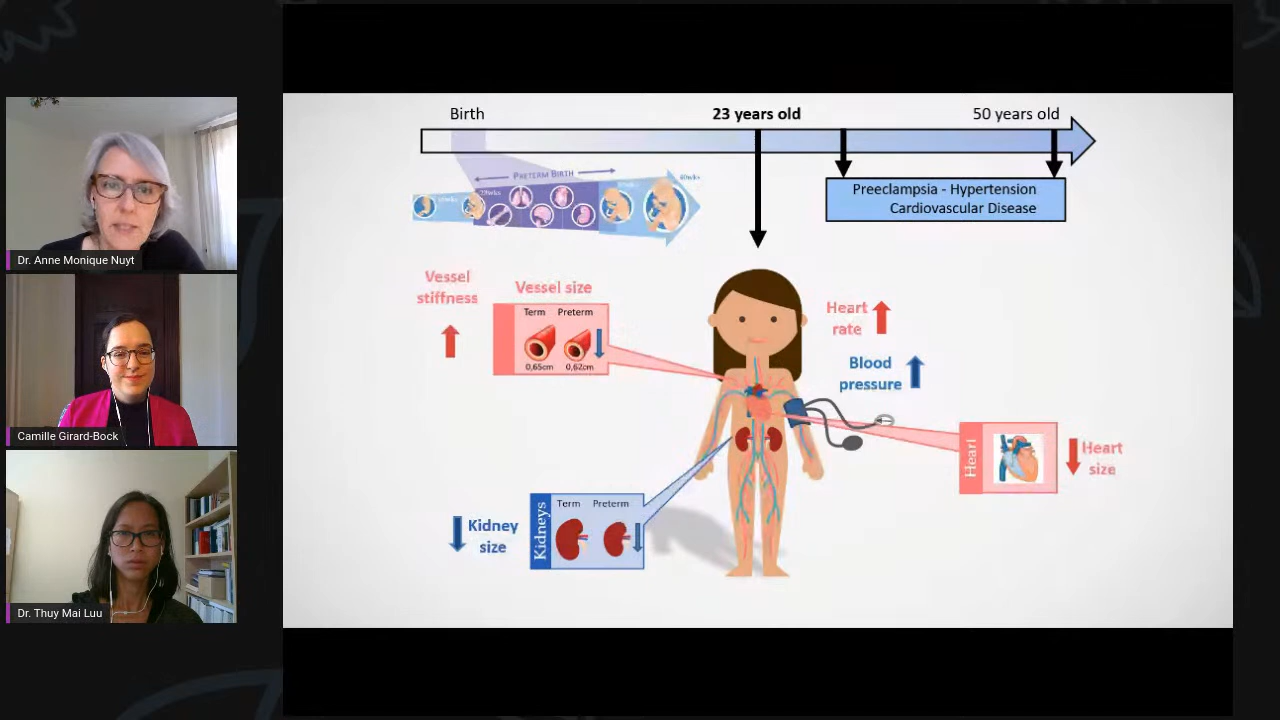 Dr. Anne Monique Nuyt
Camille Girard-Bock
Dr. Thuy Mai Luu
Birth
23 years old
50 years old
PRETERM BIRTH
Preeclampsia - Hypertension
Cardiovascular Disease
Vessel
stiffness
Vessel size
Term Preterm
0,65cm 0,62cm
Heart
rate
Blood
pressure
Heart
Heart
size
Kidney
size
Kidneys
Term Preterm